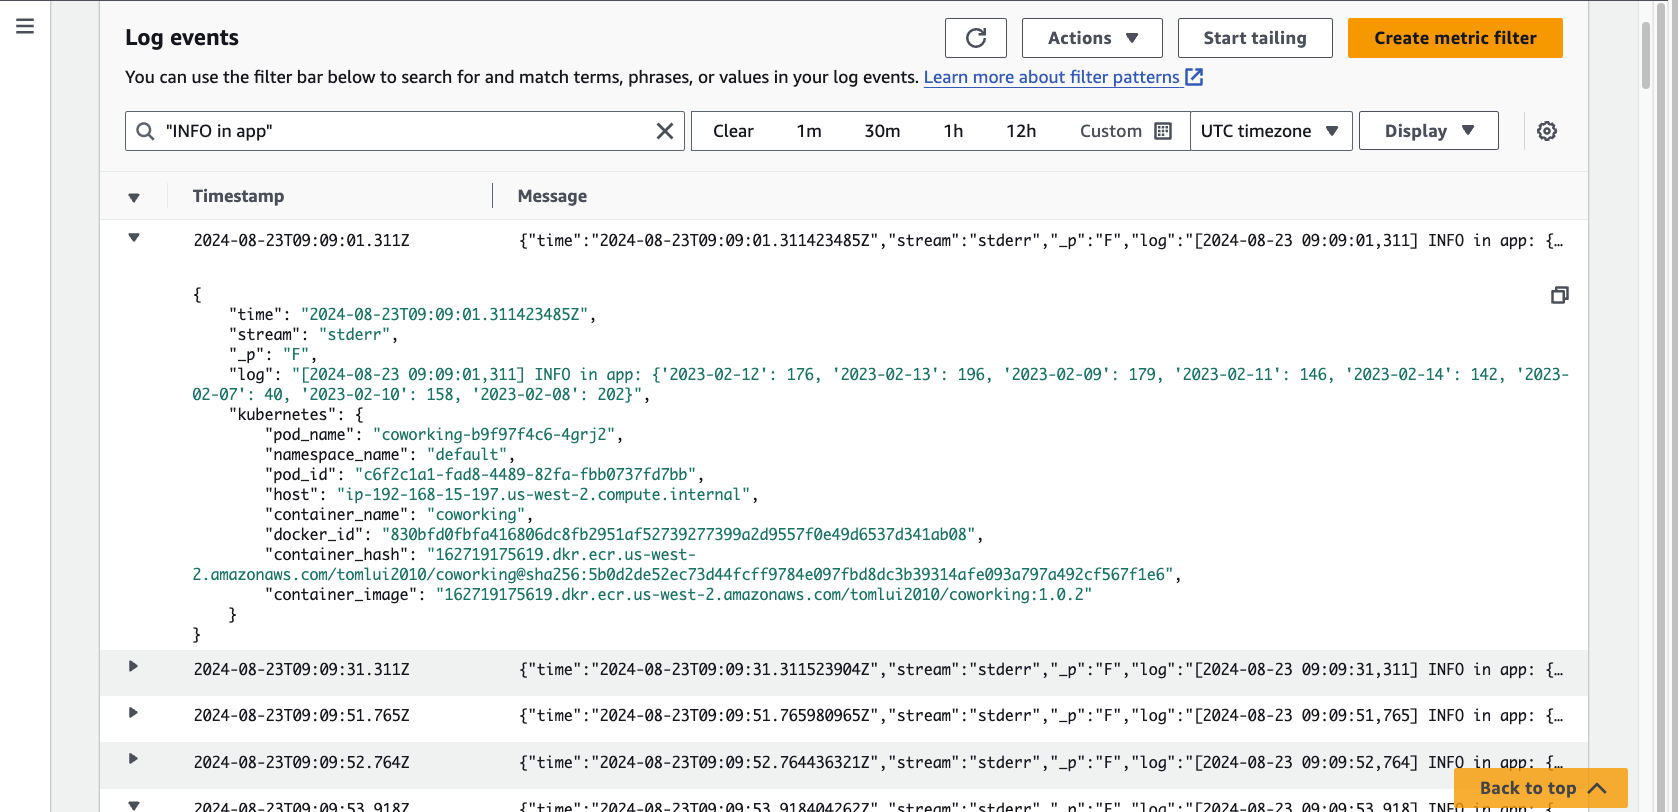 Log events
Actions
Start tailing
Create metric filter
You can use the filter bar below to search for and match terms, phrases, or values in your log events. Learn more about filter patterns
"INFO in app"
Clear 1m 30m 1h 12h Custom UTC timezone Display
Timestamp Message
2024-08-23T09:09:01.311Z {"time":"2024-08-23T09:09:01.311423485Z","stream":"stderr","_p":"F","log":"[2024-08-23 09:09:01,311] INFO in app: {…
{
"time": "2024-08-23T09:09:01.311423485Z",
"stream": "stderr",
"_p": "F",
"log": "[2024-08-23 09:09:01,311] INFO in app: {'2023-02-12': 176, '2023-02-13': 196, '2023-02-09': 179, '2023-02-11': 146, '2023-02-14': 142, '2023-
02-07': 40, '2023-02-10': 158, '2023-02-08': 202}",
"kubernetes": {
"pod_name": "coworking-b9f97f4c6-4grj2",
"namespace_name": "default",
"pod_id": "c6f2c1a1-fad8-4489-82fa-fbb0737fd7bb",
"host": "ip-192-168-15-197.us-west-2.compute.internal",
"container_name": "coworking",
"docker_id": "830bfd0fbfa416806dc8fb2951af52739277399a2d9557f0e49d6537d341ab08",
"container_hash": "162719175619.dkr.ecr.us-west-
2.amazonaws.com/tomlui2010/coworking@sha256:5b0d2de52ec73d44fcff9784e097fbd8dc3b39314afe093a797a492cf567f1e6",
"container_image": "162719175619.dkr.ecr.us-west-2.amazonaws.com/tomlui2010/coworking:1.0.2"
}
}
2024-08-23T09:09:31.311Z {"time":"2024-08-23T09:09:31.311523904Z","stream":"stderr","_p":"F","log":"[2024-08-23 09:09:31,311] INFO in app: {…
2024-08-23T09:09:51.765Z {"time":"2024-08-23T09:09:51.765980965Z","stream":"stderr","_p":"F","log":"[2024-08-23 09:09:51,765] INFO in app: {…
2024-08-23T09:09:52.764Z {"time":"2024-08-23T09:09:52.764436321Z","stream":"stderr","_p":"F","log":"[2024-08-23 09:09:52,764] INFO in app: {…
Back to top
2024-08-23T09:09:53.918Z {"time":"2024-08-23T09:09:53.918404262Z","stream":"stderr","_p":"F","log":"[2024-08-23 09:09:53,918]